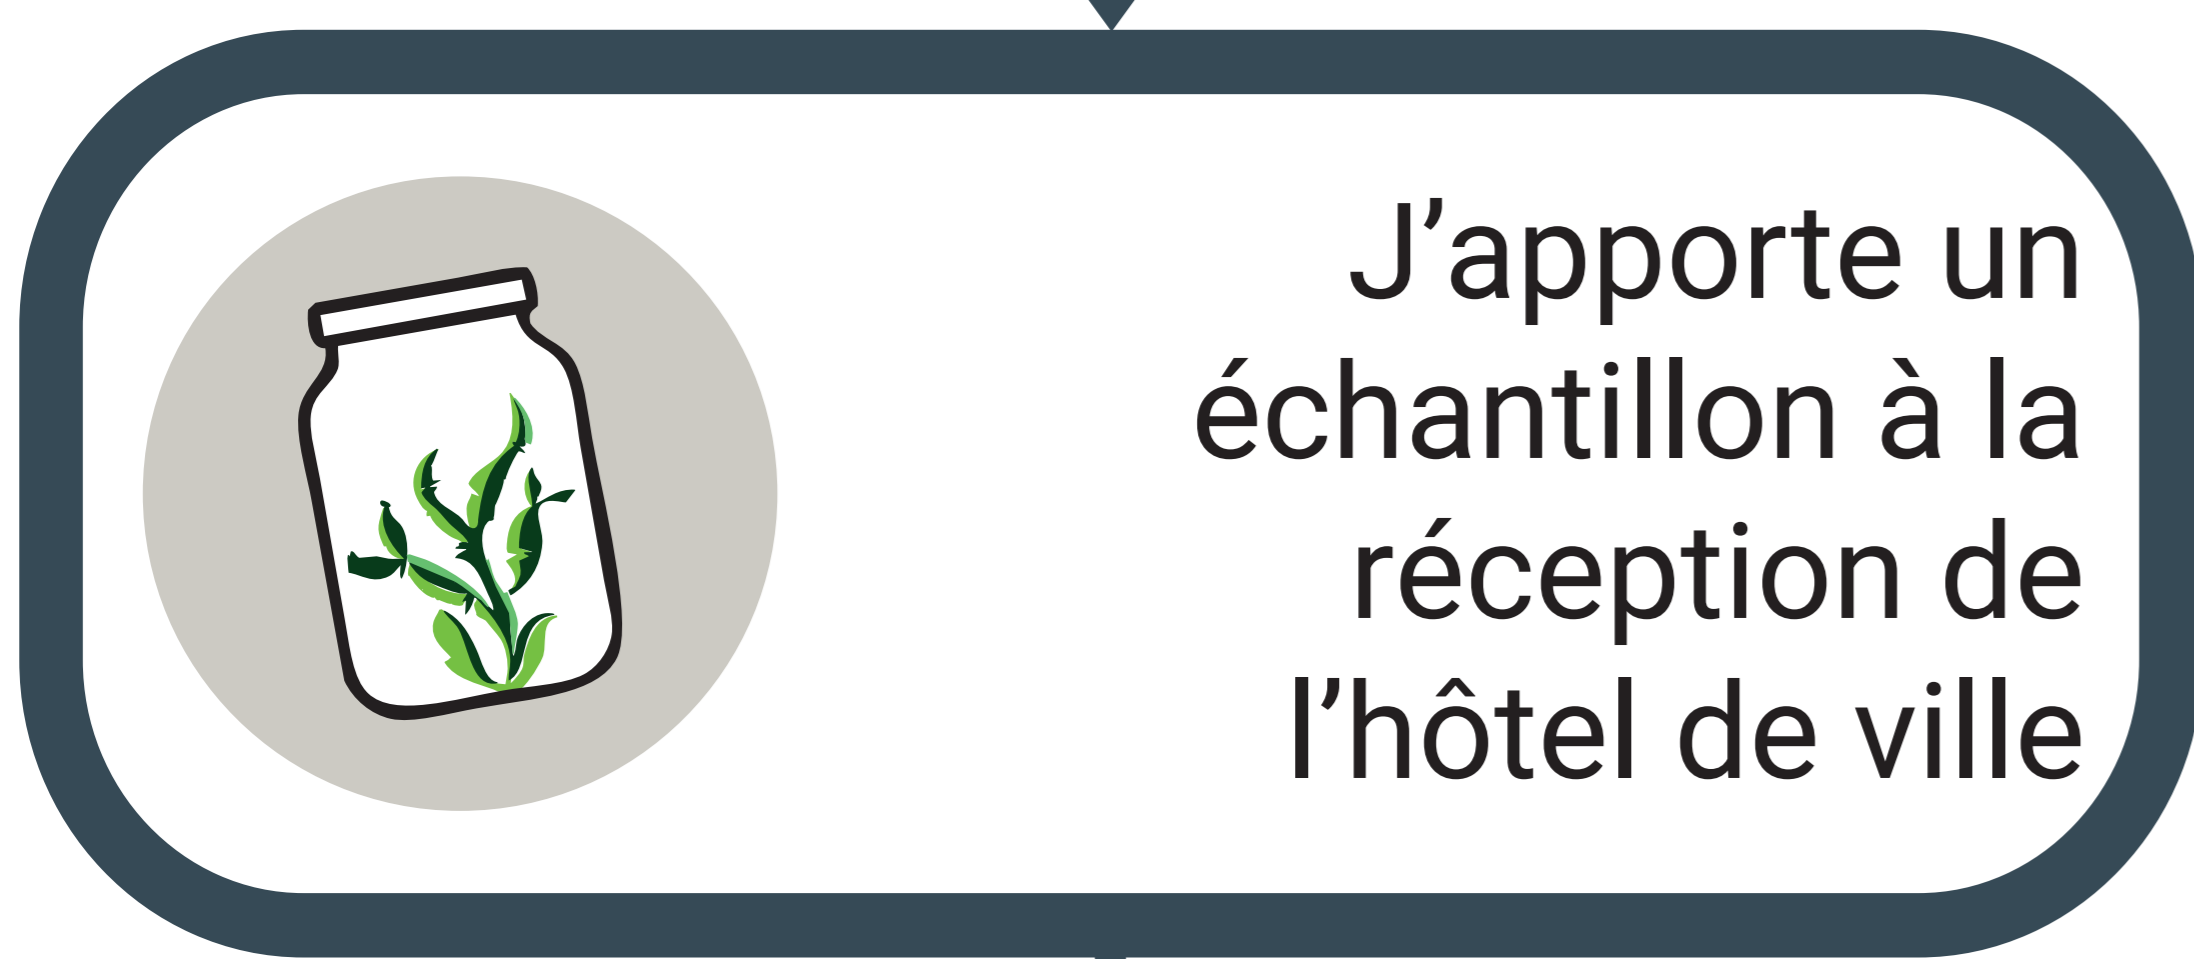 J’apporte un
échantillon à la
réception de
l’hôtel de ville